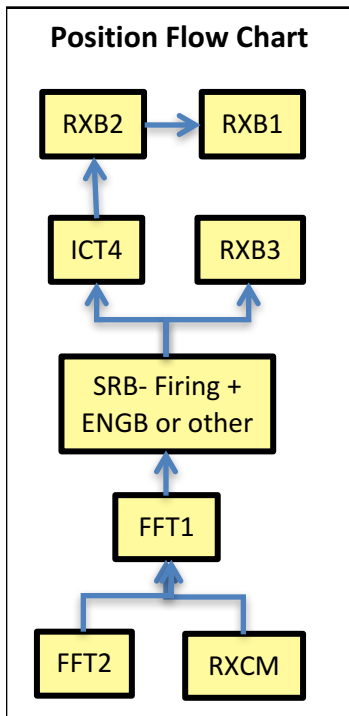 Position Flow Chart
RXB2
RXB1
ICT4
RXB3
SRB- Firing +
ENGB or other
FFT1
FFT2
RXCM